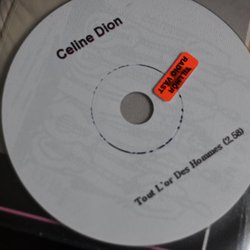 Celine Dion
Tout L'or Des Hommes (2.58)